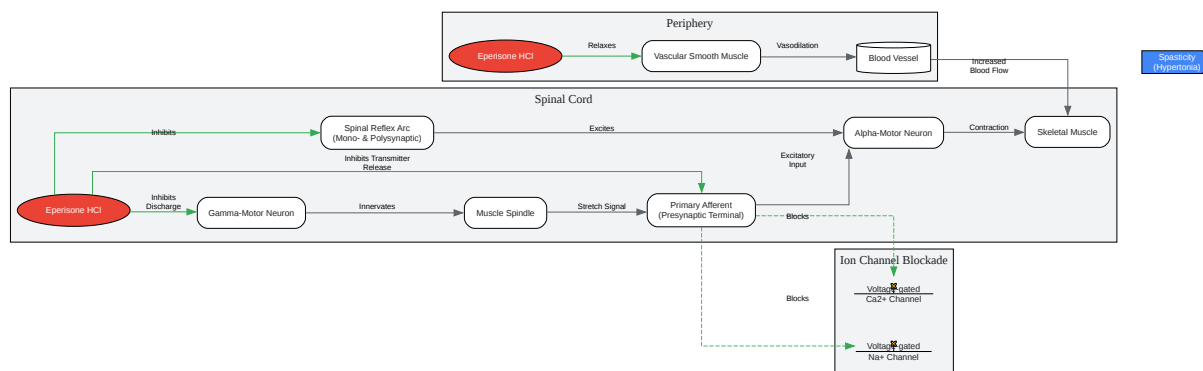 Periphery
Eperisone HCl
Relaxes
Vascular Smooth Muscle
Vasodilation
Blood Vessel
Increased
Blood Flow
Spasticity
(Hypertonia)
Spinal Cord
Inhibits
Spinal Reflex Arc
(Mono- & Polysynaptic)
Excites
Alpha-Motor Neuron
Contraction
Skeletal Muscle
Inhibits Transmitter
Release
Excitatory
Input
Eperisone HCl
Inhibits
Discharge
Gamma-Motor Neuron
Innervates
Muscle Spindle
Stretch Signal
Primary Afferent
(Presynaptic Terminal)
Blocks
Ion Channel Blockade
Voltage-gated
Ca2+ Channel
Blocks
Voltage-gated
Na+ Channel